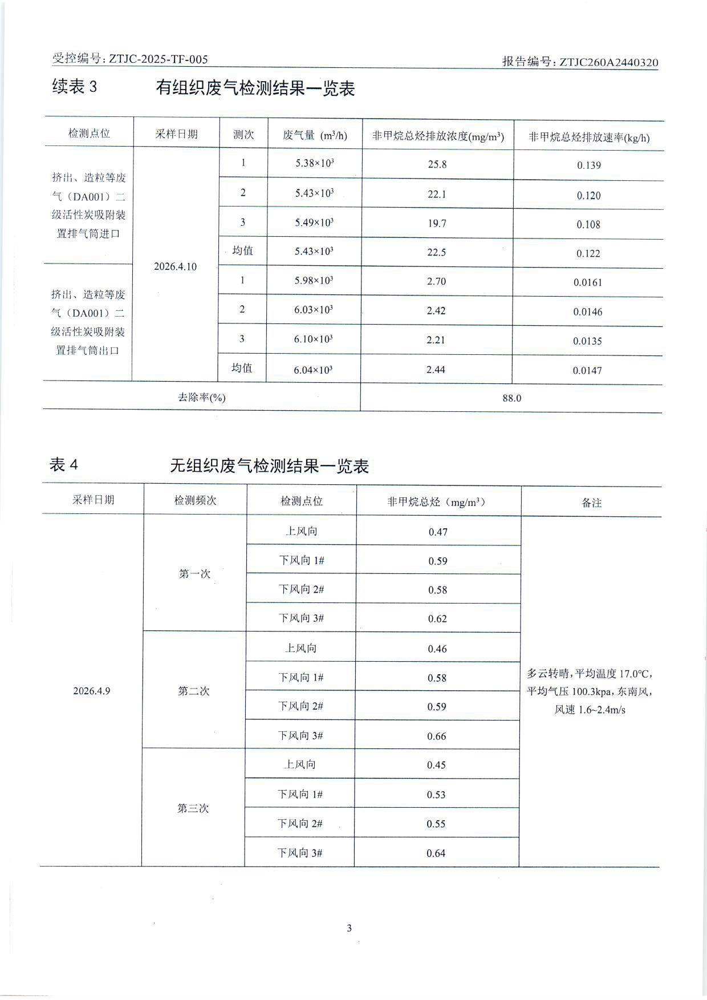 受控编号: ZTJC-2025-TF-005
报告编号: ZTJC260A2440320
续表 3 有组织废气检测结果一览表
检测点位 采样日期 测次 废气量 (m³/h) 非甲烷总烃排放浓度(mg/m³) 非甲烷总烃排放速率(kg/h)
挤出、造粒等废
气（DA001）二
级活性炭吸附装
置排气筒进口
2026.4.10
1 5.38×10³ 25.8 0.139
2 5.43×10³ 22.1 0.120
3 5.49×10³ 19.7 0.108
均值 5.43×10³ 22.5 0.122
挤出、造粒等废
气（DA001）二
级活性炭吸附装
置排气筒出口
1 5.98×10³ 2.70 0.0161
2 6.03×10³ 2.42 0.0146
3 6.10×10³ 2.21 0.0135
均值 6.04×10³ 2.44 0.0147
去除率(%) 88.0
表 4 无组织废气检测结果一览表
采样日期 检测频次 检测点位 非甲烷总烃（mg/m³） 备注
2026.4.9
第一次
上风向 0.47
下风向 1# 0.59
下风向 2# 0.58
下风向 3# 0.62
第二次
上风向 0.46
下风向 1# 0.58
下风向 2# 0.59
下风向 3# 0.66
第三次
上风向 0.45
下风向 1# 0.53
下风向 2# 0.55
下风向 3# 0.64
多云转晴，平均温度 17.0℃，
平均气压 100.3kpa，东南风，
风速 1.6~2.4m/s
3